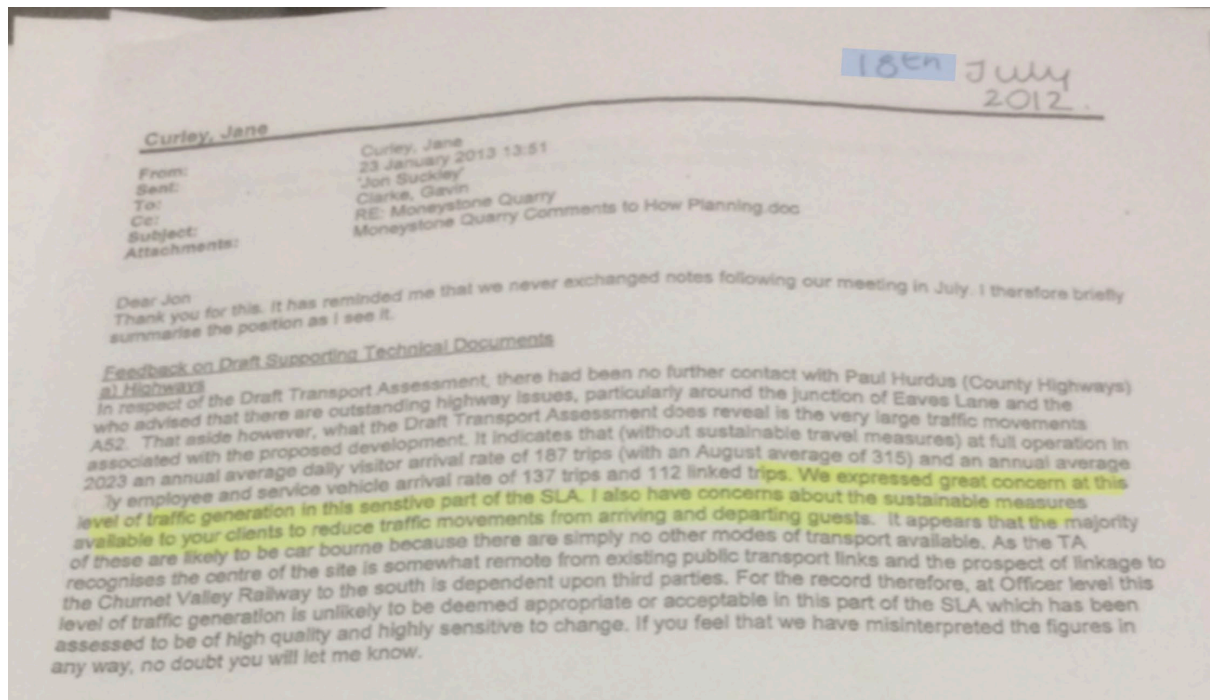 18th July
2012.
Curley, Jane
From: Curley, Jane
Sent: 23 January 2013 13:51
To: 'Jon Suckley'
Cc: Clarke, Gavin
Subject: RE: Moneystone Quarry
Attachments: Moneystone Quarry Comments to How Planning.doc
Dear Jon
Thank you for this. It has reminded me that we never exchanged notes following our meeting in July. I therefore briefly
summarise the position as I see it.
Feedback on Draft Supporting Technical Documents
a) Highways
In respect of the Draft Transport Assessment, there had been no further contact with Paul Hurdus (County Highways)
who advised that there are outstanding highway issues, particularly around the junction of Eaves Lane and the
A52. That aside however, what the Draft Transport Assessment does reveal is the very large traffic movements
associated with the proposed development. It indicates that (without sustainable travel measures) at full operation in
2023 an annual average daily visitor arrival rate of 187 trips (with an August average of 315) and an annual average
ly employee and service vehicle arrival rate of 137 trips and 112 linked trips. We expressed great concern at this
level of traffic generation in this senstive part of the SLA. I also have concerns about the sustainable measures
available to your clients to reduce traffic movements from arriving and departing guests. It appears that the majority
of these are likely to be car bourne because there are simply no other modes of transport available. As the TA
recognises the centre of the site is somewhat remote from existing public transport links and the prospect of linkage to
the Churnet Valley Railway to the south is dependent upon third parties. For the record therefore, at Officer level this
level of traffic generation is unlikely to be deemed appropriate or acceptable in this part of the SLA which has been
assessed to be of high quality and highly sensitive to change. If you feel that we have misinterpreted the figures in
any way, no doubt you will let me know.